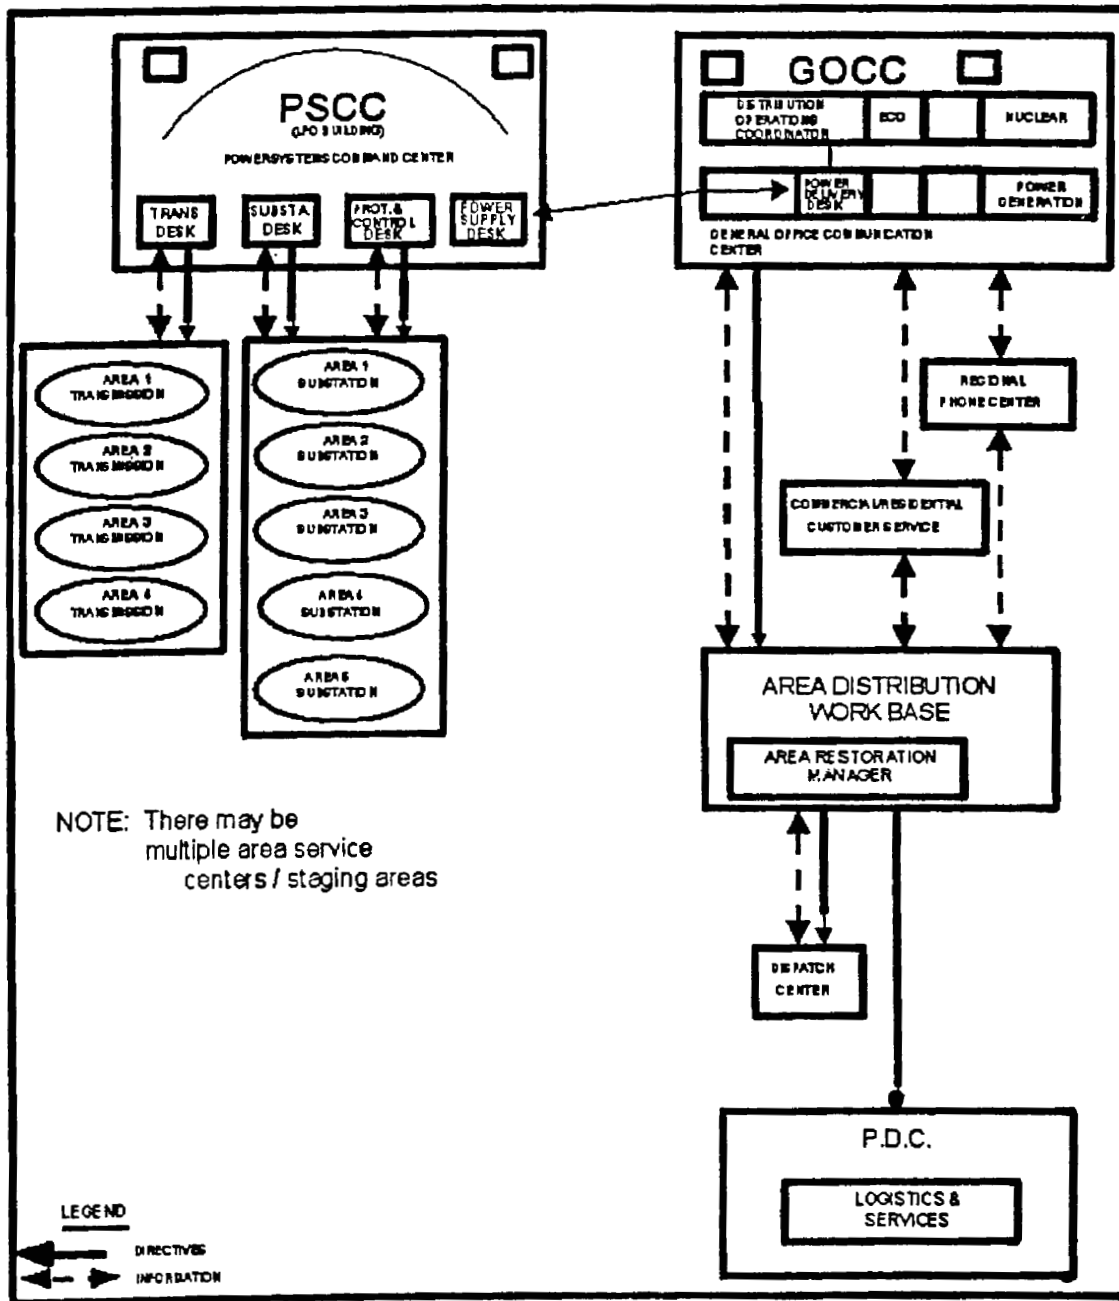 PSCC
(LPO BUILDING)
POWER SYSTEMS COMMAND CENTER
TRANS
DESK
SUBSTA.
DESK
PROT. &
CONTROL
DESK
POWER
SUPPLY
DESK
GOCC
DISTRIBUTION
OPERATIONS
COORDINATOR
ECO
NUCLEAR
POWER
DELIVERY
DESK
POWER
GENERATION
GENERAL OFFICE COMMUNICATION
CENTER
AREA 1
TRANSMISSION
AREA 2
TRANSMISSION
AREA 3
TRANSMISSION
AREA 4
TRANSMISSION
AREA 1
SUBSTATION
AREA 2
SUBSTATION
AREA 3
SUBSTATION
AREA 4
SUBSTATION
AREA 5
SUBSTATION
REGIONAL
PHONE CENTER
COMMERCIAL/RESIDENTIAL
CUSTOMER SERVICE
AREA DISTRIBUTION
WORK BASE
AREA RESTORATION
MANAGER
NOTE: There may be
multiple area service
centers / staging areas
DISPATCH
CENTER
P.D.C.
LOGISTICS &
SERVICES
LEGEND
DIRECTIVES
INFORMATION